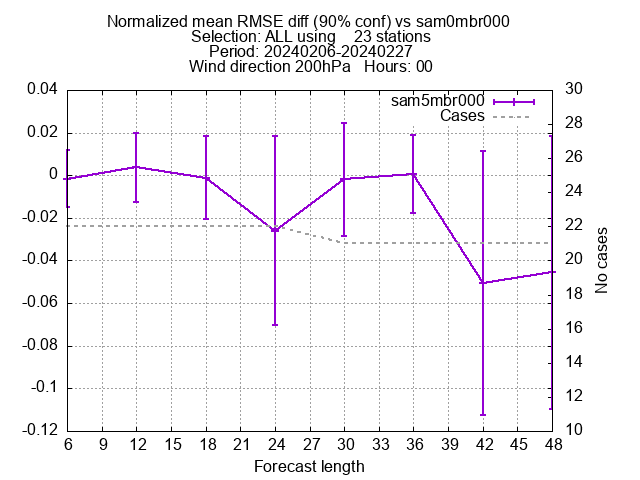 Normalized mean RMSE diff (90% conf) vs sam0mbr000
Selection: ALL using    23 stations
Period: 20240206-20240227
Wind direction 200hPa   Hours: 00
sam5mbr000
Cases
0.04
0.02
0
-0.02
-0.04
-0.06
-0.08
-0.1
-0.12
30
28
26
24
22
20
18
16
14
12
10
No cases
6 9 12 15 18 21 24 27 30 33 36 39 42 45 48
Forecast length